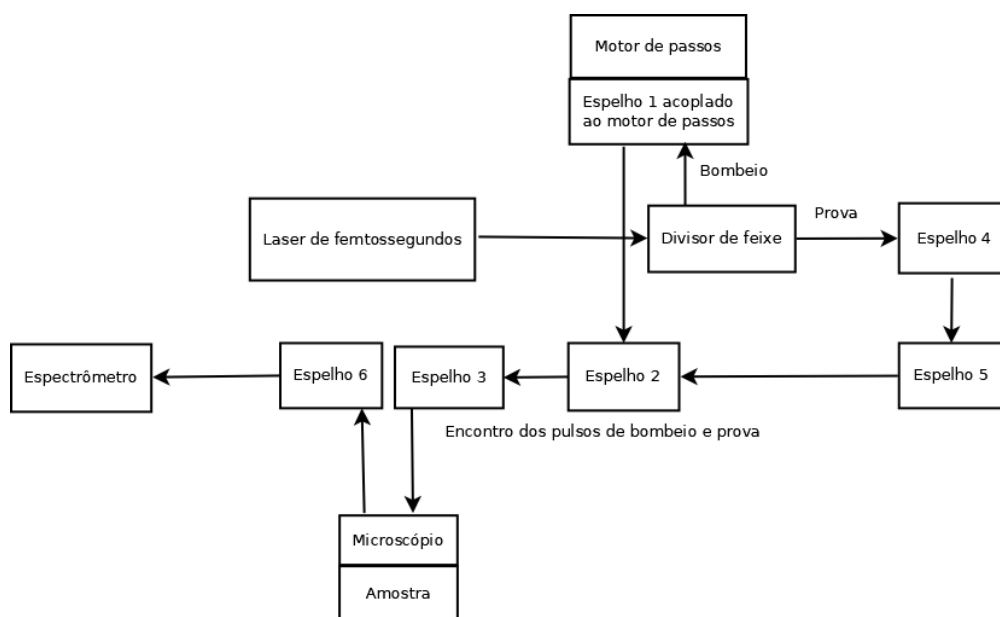 Motor de passos
Espelho 1 acoplado
ao motor de passos
Bombeio
Prova
Laser de femtossegundos
Divisor de feixe
Espelho 4
Espectrômetro
Espelho 6
Espelho 3
Espelho 2
Espelho 5
Encontro dos pulsos de bombeio e prova
Microscópio
Amostra